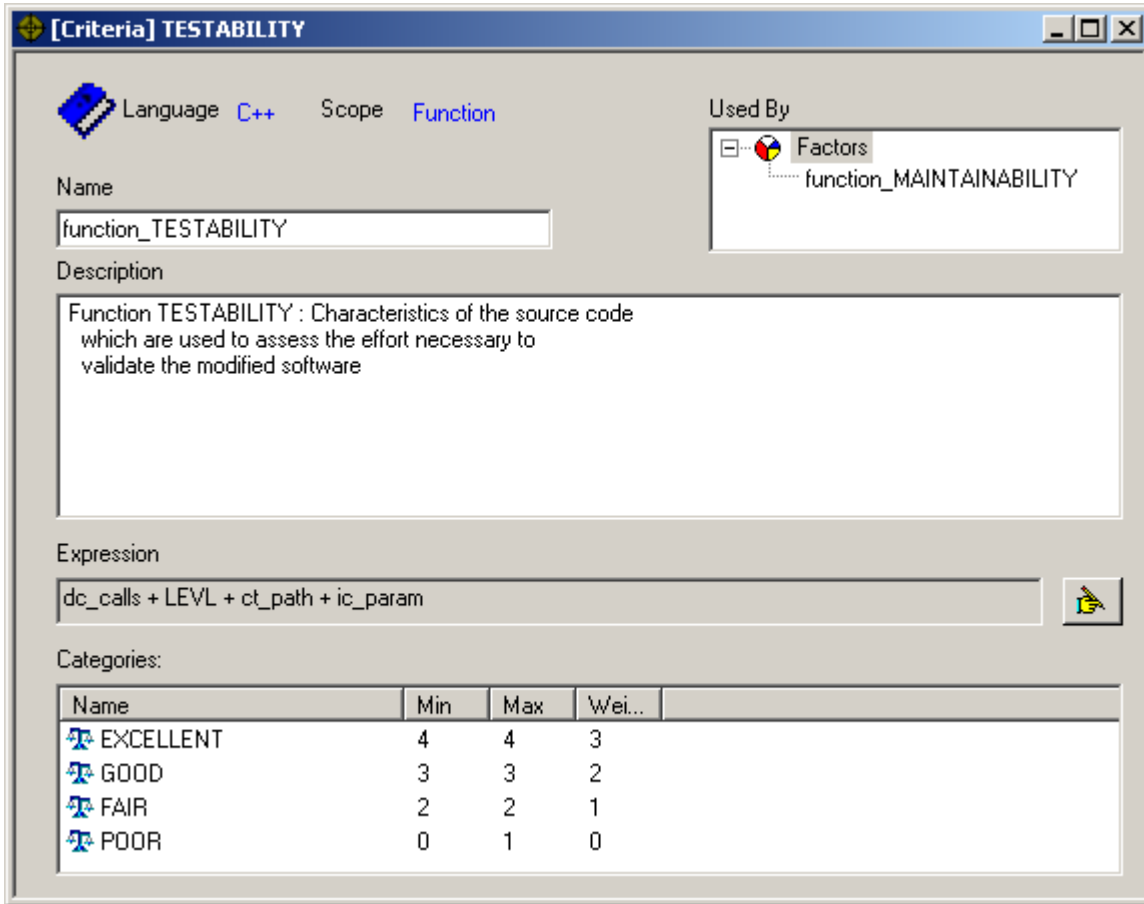 [Criteria] TESTABILITY
Language C++ Scope Function
Used By
Factors
function_MAINTAINABILITY
Name
function_TESTABILITY
Description
Function TESTABILITY : Characteristics of the source code
which are used to assess the effort necessary to
validate the modified software
Expression
dc_calls + LEVL + ct_path + ic_param
Categories:
Name Min Max Wei...
EXCELLENT 4 4 3
GOOD 3 3 2
FAIR 2 2 1
POOR 0 1 0